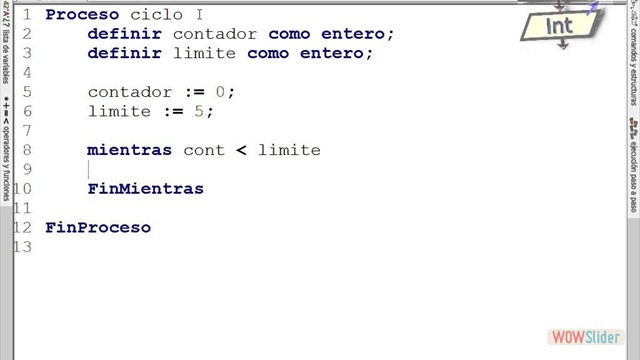 Int
42 "A"¿? lista de variables
*+=< operadores y funciones
comandos y estructuras
ejecución paso a paso
1 Proceso ciclo
2 definir contador como entero;
3 definir limite como entero;
4
5 contador := 0;
6 limite := 5;
7
8 mientras cont < limite
9
10 FinMientras
11
12 FinProceso
13
WOWSlider